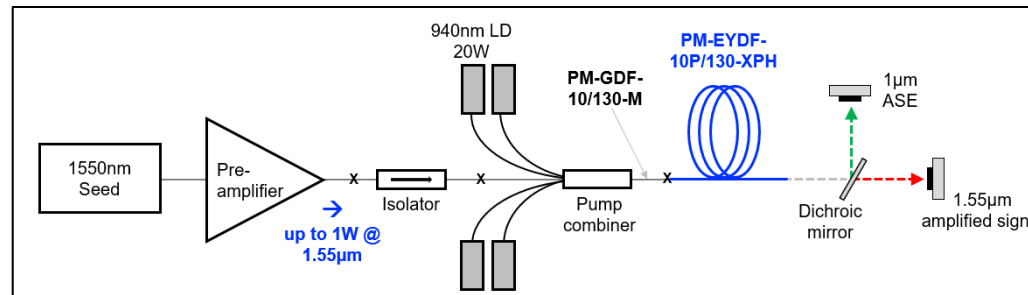 1550nm
Seed
Pre-
amplifier
→
up to 1W @
1.55µm
x
Isolator
x
940nm LD
20W
Pump
combiner
PM-GDF-
10/130-M
x
PM-EYDF-
10P/130-XPH
1µm
ASE
Dichroic
mirror
1.55µm
amplified sign